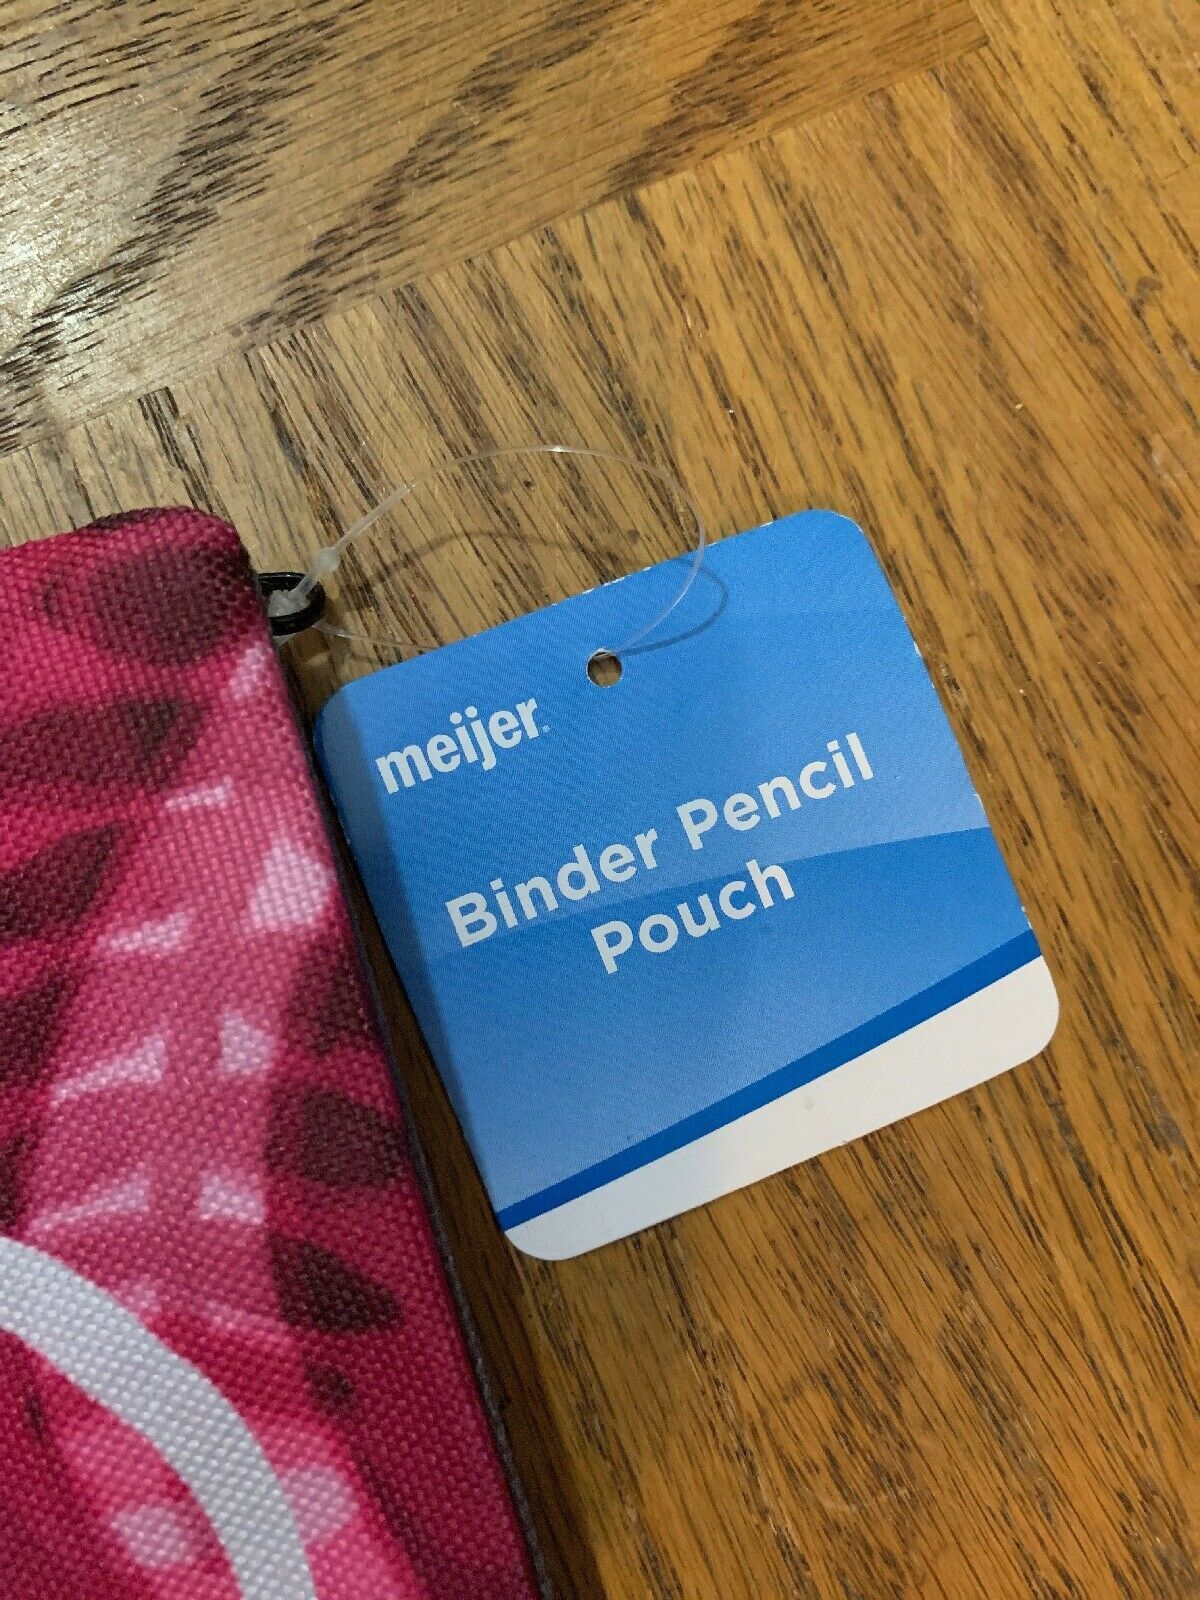 meijer®
Binder Pencil
Pouch